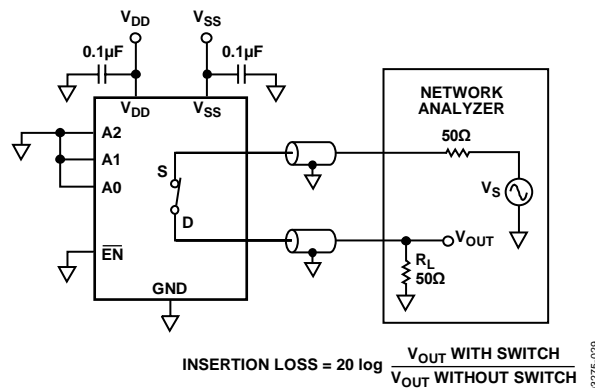 VDD
VSS
0.1µF
0.1µF
VDD
VSS
NETWORK
ANALYZER
A2
A1
A0
50Ω
S
VS
D
VOUT
EN
RL
50Ω
GND
INSERTION LOSS = 20 log
VOUT WITH SWITCH
VOUT WITHOUT SWITCH